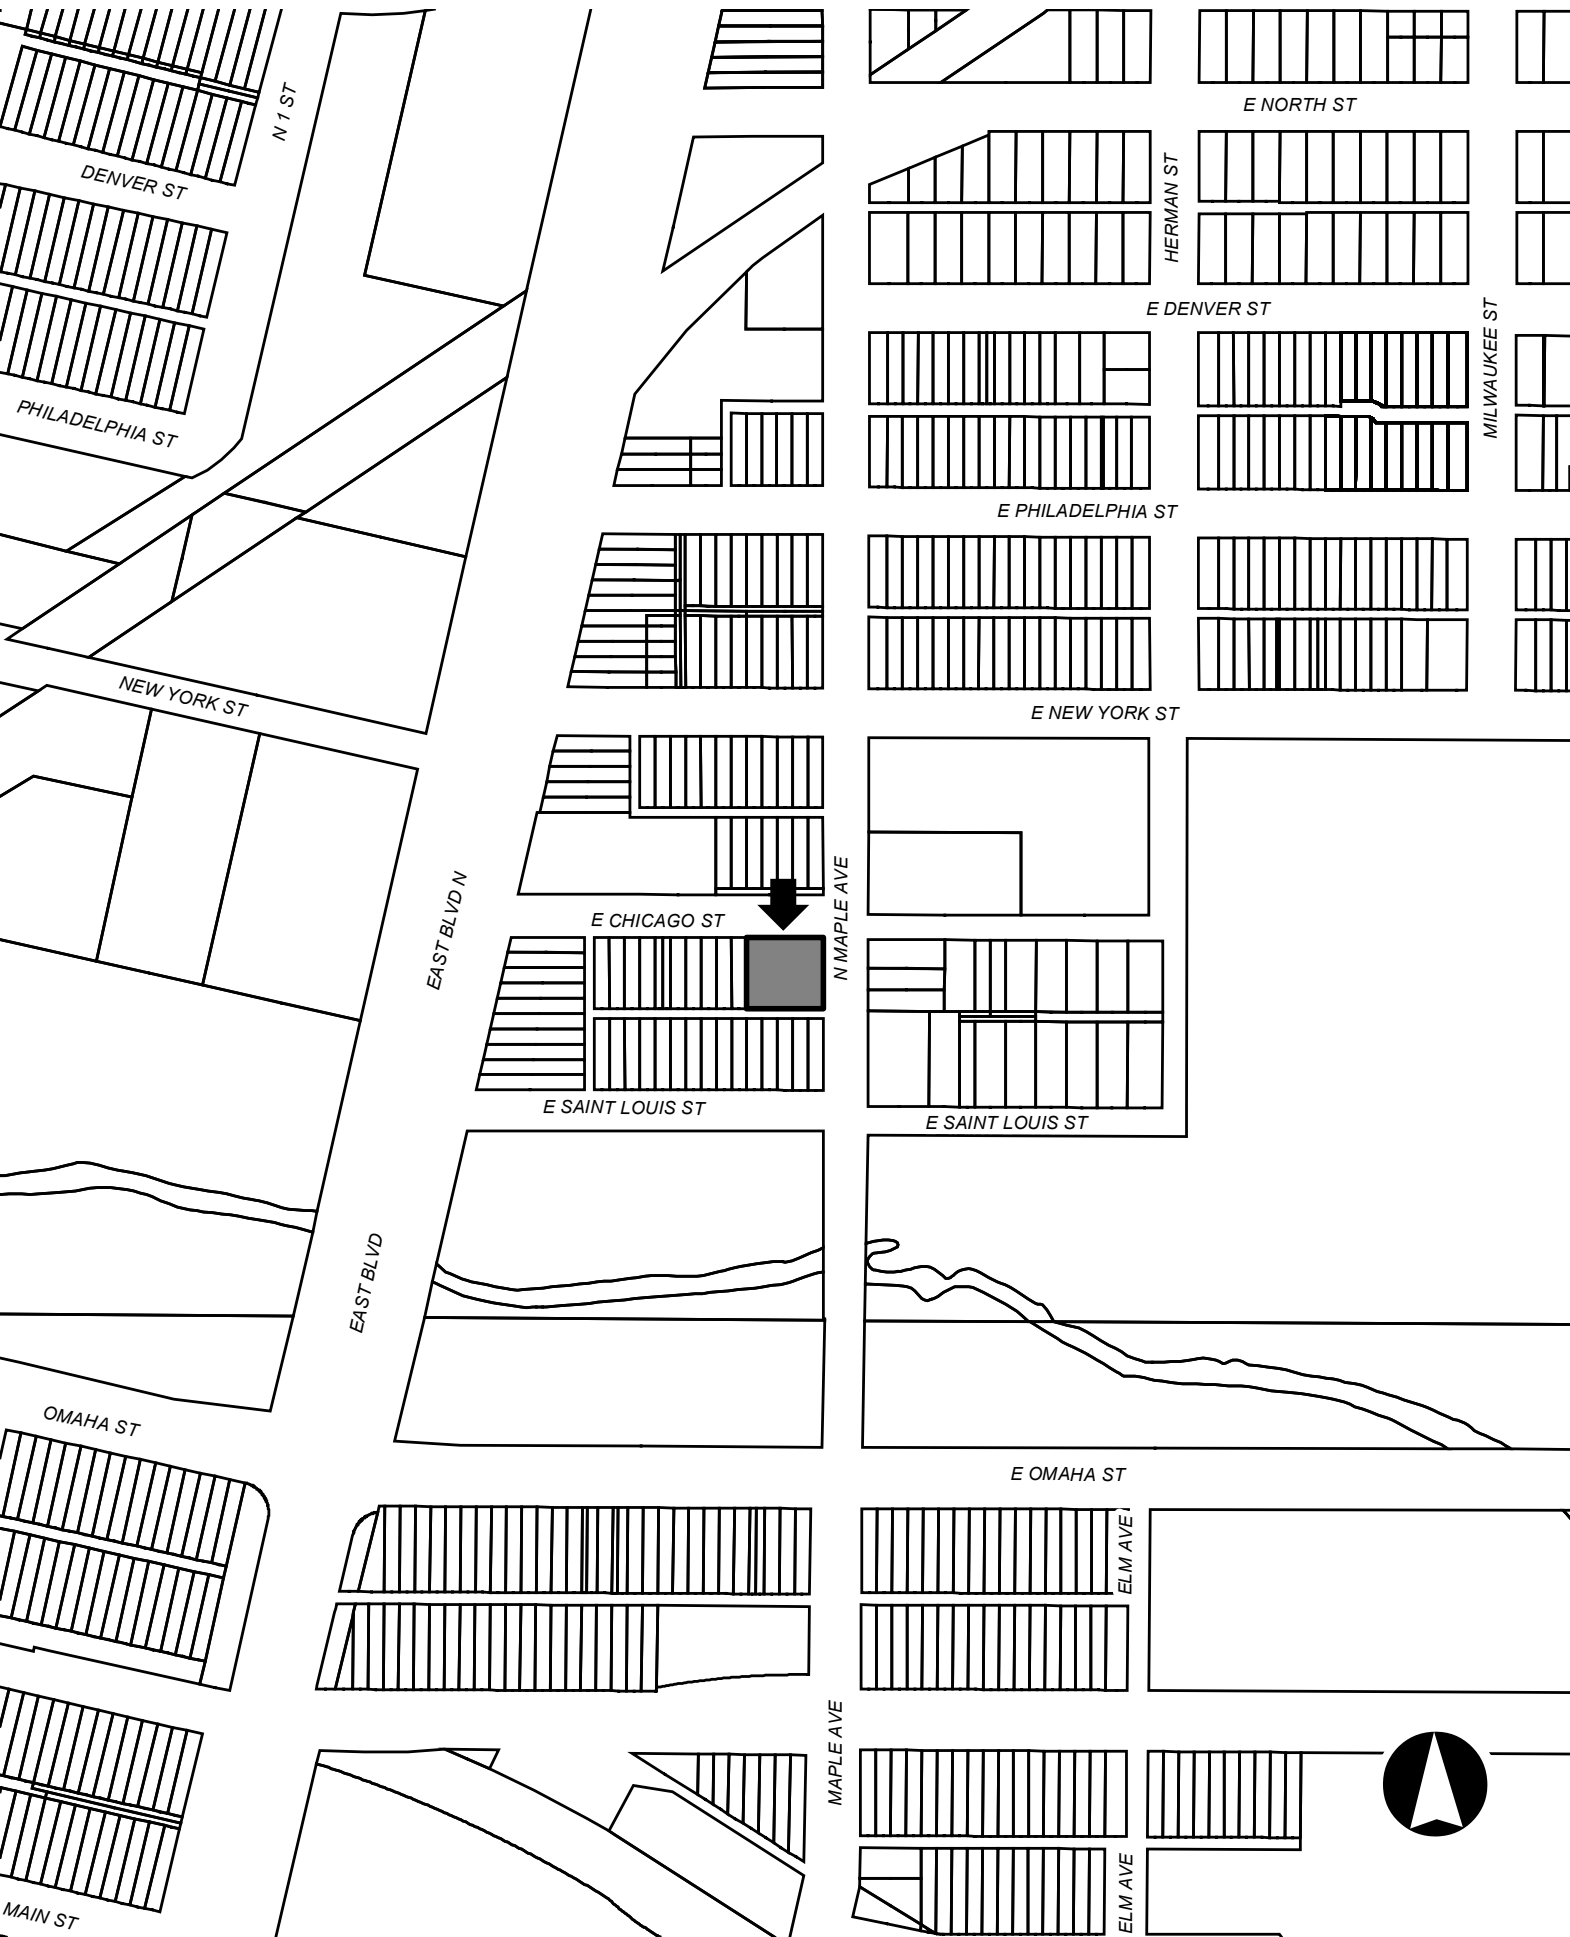 N 1 ST
E NORTH ST
DENVER ST
HERMAN ST
E DENVER ST
MILWAUKEE ST
PHILADELPHIA ST
E PHILADELPHIA ST
NEW YORK ST
E NEW YORK ST
EAST BLVD N
E CHICAGO ST
N MAPLE AVE
E SAINT LOUIS ST
E SAINT LOUIS ST
EAST BLVD
OMAHA ST
E OMAHA ST
ELM AVE
MAPLE AVE
ELM AVE
MAIN ST